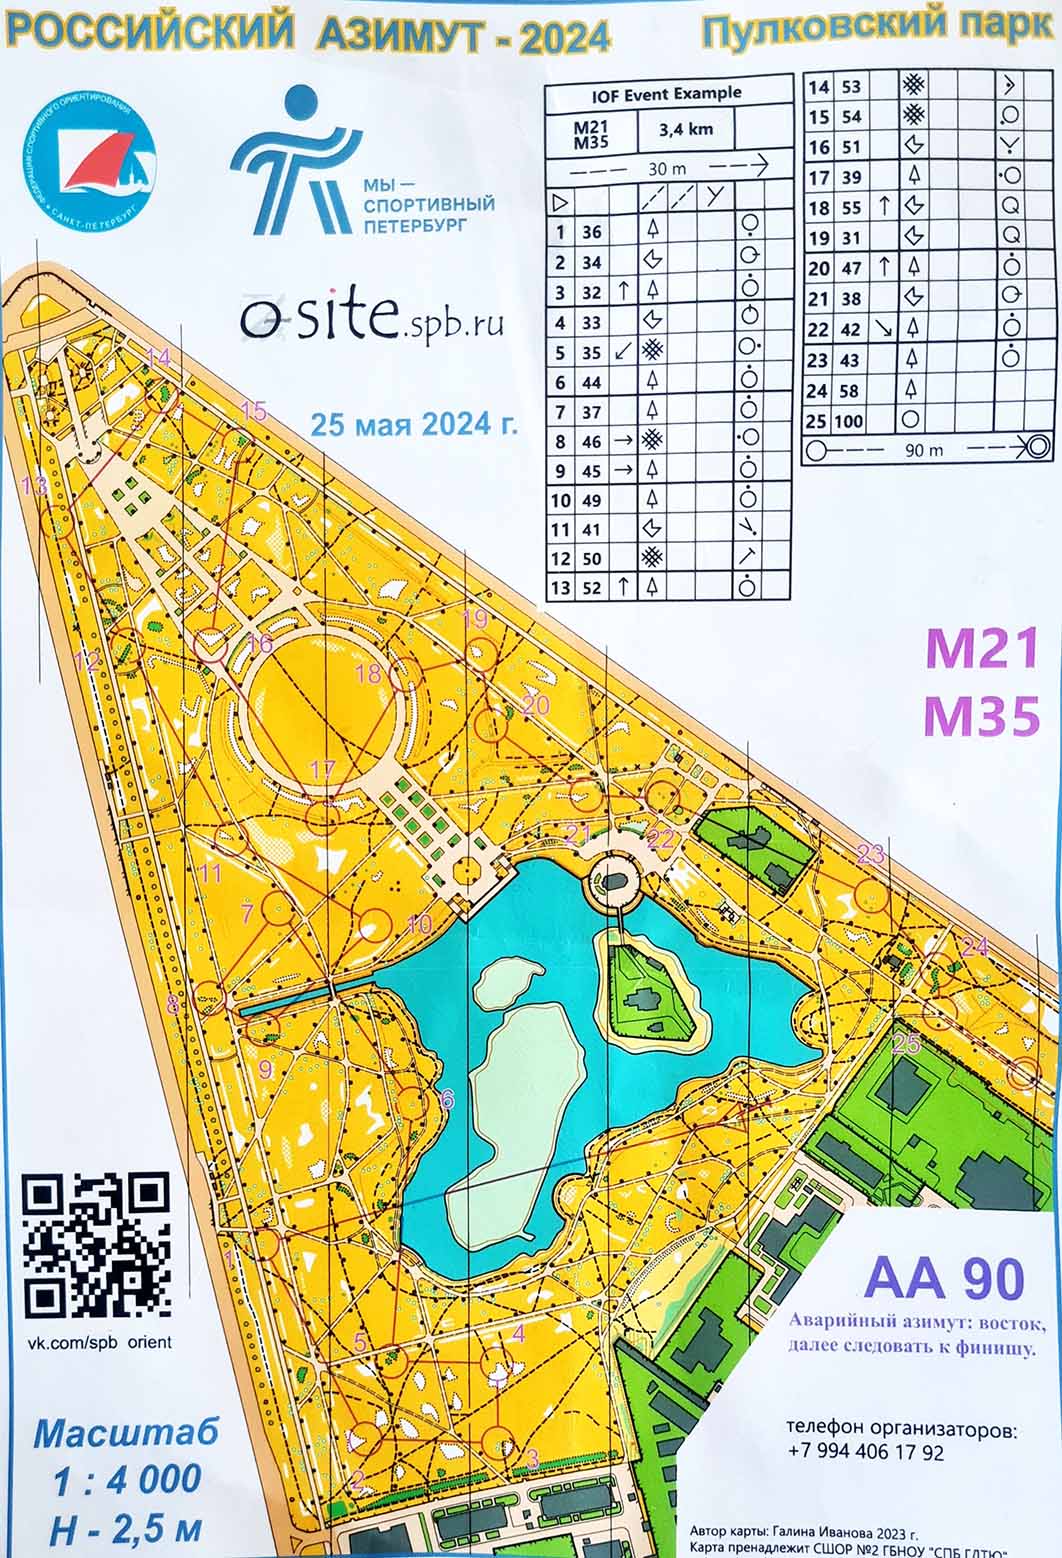 РОССИЙСКИЙ АЗИМУТ - 2024
Пулковский парк
ФЕДЕРАЦИЯ СПОРТИВНОГО ОРИЕНТИРОВАНИЯ
САНКТ-ПЕТЕРБУРГ
МЫ —
СПОРТИВНЫЙ
ПЕТЕРБУРГ
o-site.spb.ru
25 мая 2024 г.
IOF Event Example
M21
M35
3,4 km
30 m
1 36
2 34
3 32
4 33
5 35
6 44
7 37
8 46
9 45
10 49
11 41
12 50
13 52
14 53
15 54
16 51
17 39
18 55
19 31
20 47
21 38
22 42
23 43
24 58
25 100
90 m
M21
M35
14
15
13
12
16
19
18
20
17
21
22
23
11
7
10
24
8
25
9
6
1
5
4
2
3
vk.com/spb_orient
Масштаб
1 : 4 000
Н - 2,5 м
АА 90
Аварийный азимут: восток,
далее следовать к финишу.
телефон организаторов:
+7 994 406 17 92
Автор карты: Галина Иванова 2023 г.
Карта пренадлежит СШОР №2 ГБНОУ "СПБ ГДТЮ"